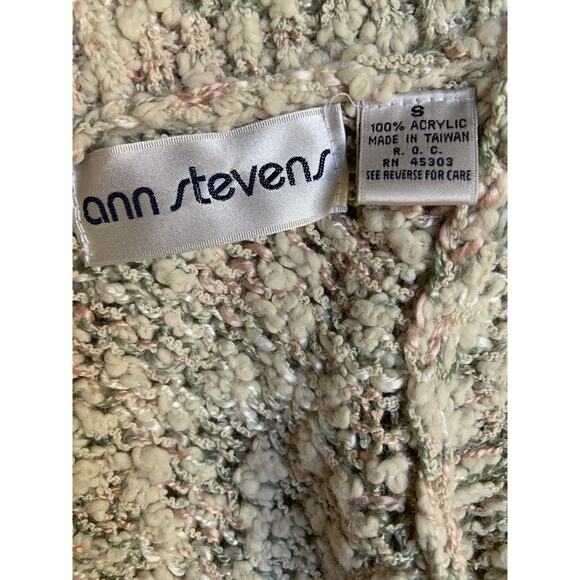 ann stevens
S
100% ACRYLIC
MADE IN TAIWAN
R. O. C.
RN 45303
SEE REVERSE FOR CARE